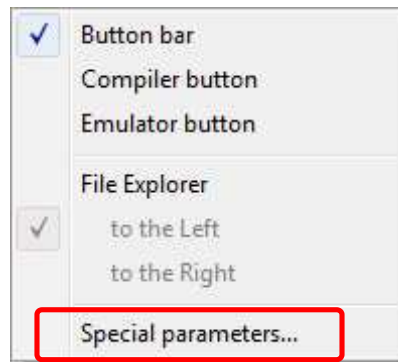 Button bar
Compiler button
Emulator button
File Explorer
to the Left
to the Right
Special parameters...